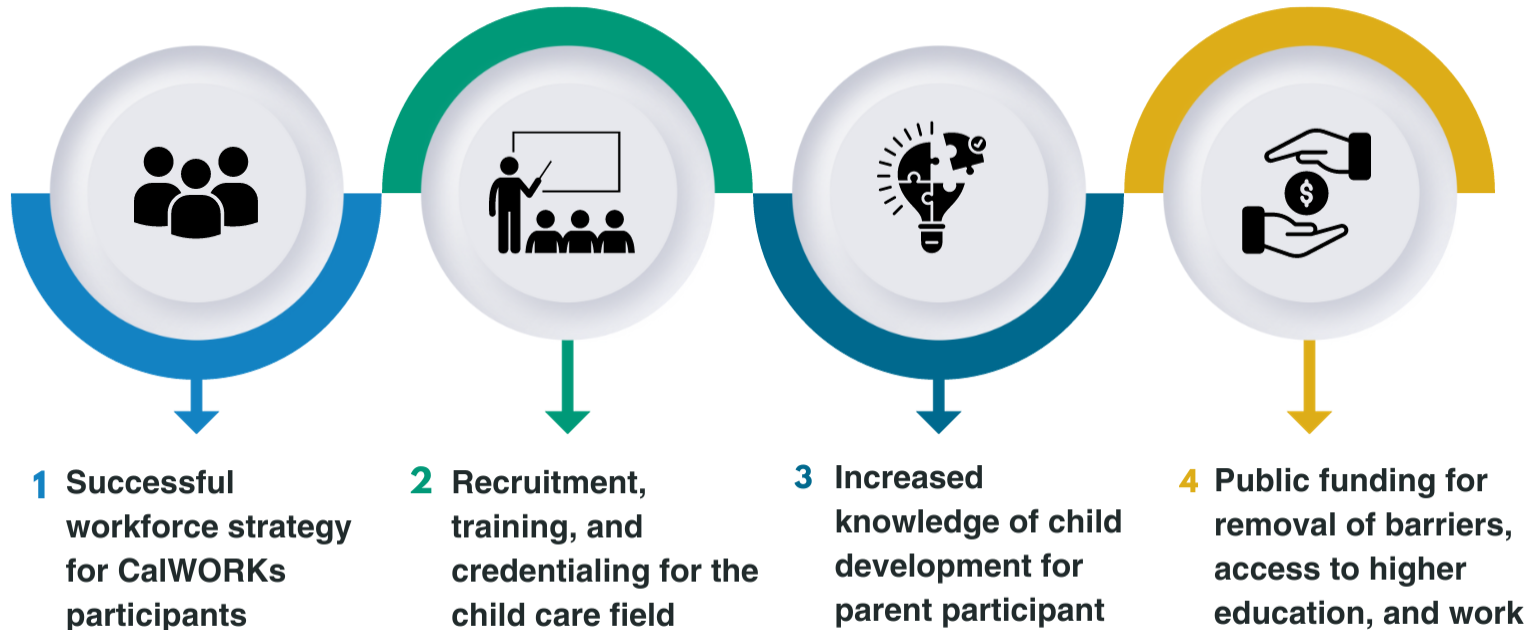 1 Successful
workforce strategy
for CalWORKs
participants
2 Recruitment,
training, and
credentialing for the
child care field
3 Increased
knowledge of child
development for
parent participant
4 Public funding for
removal of barriers,
access to higher
education, and work
$